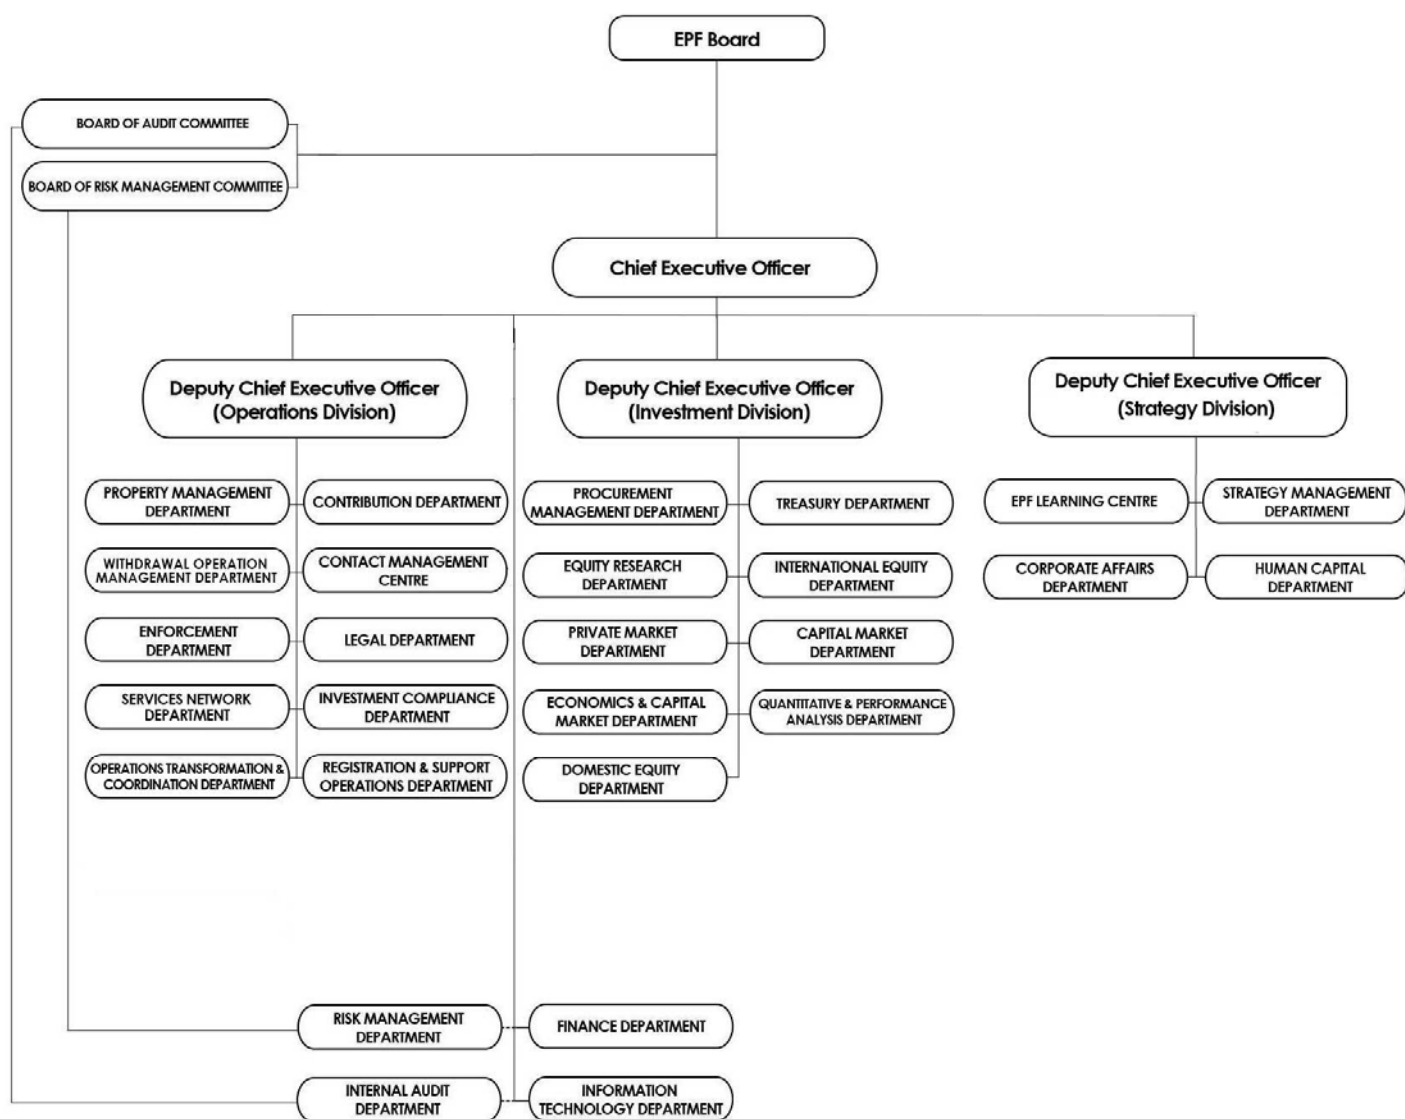 EPF Board
BOARD OF AUDIT COMMITTEE
BOARD OF RISK MANAGEMENT COMMITTEE
Chief Executive Officer
Deputy Chief Executive Officer
(Operations Division)
Deputy Chief Executive Officer
(Investment Division)
Deputy Chief Executive Officer
(Strategy Division)
PROPERTY MANAGEMENT
DEPARTMENT
CONTRIBUTION DEPARTMENT
WITHDRAWAL OPERATION
MANAGEMENT DEPARTMENT
CONTACT MANAGEMENT
CENTRE
ENFORCEMENT
DEPARTMENT
LEGAL DEPARTMENT
SERVICES NETWORK
DEPARTMENT
INVESTMENT COMPLIANCE
DEPARTMENT
OPERATIONS TRANSFORMATION &
COORDINATION DEPARTMENT
REGISTRATION & SUPPORT
OPERATIONS DEPARTMENT
PROCUREMENT
MANAGEMENT DEPARTMENT
TREASURY DEPARTMENT
EQUITY RESEARCH
DEPARTMENT
INTERNATIONAL EQUITY
DEPARTMENT
PRIVATE MARKET
DEPARTMENT
CAPITAL MARKET
DEPARTMENT
ECONOMICS & CAPITAL
MARKET DEPARTMENT
QUANTITATIVE & PERFORMANCE
ANALYSIS DEPARTMENT
DOMESTIC EQUITY
DEPARTMENT
EPF LEARNING CENTRE
STRATEGY MANAGEMENT
DEPARTMENT
CORPORATE AFFAIRS
DEPARTMENT
HUMAN CAPITAL
DEPARTMENT
RISK MANAGEMENT
DEPARTMENT
FINANCE DEPARTMENT
INTERNAL AUDIT
DEPARTMENT
INFORMATION
TECHNOLOGY DEPARTMENT